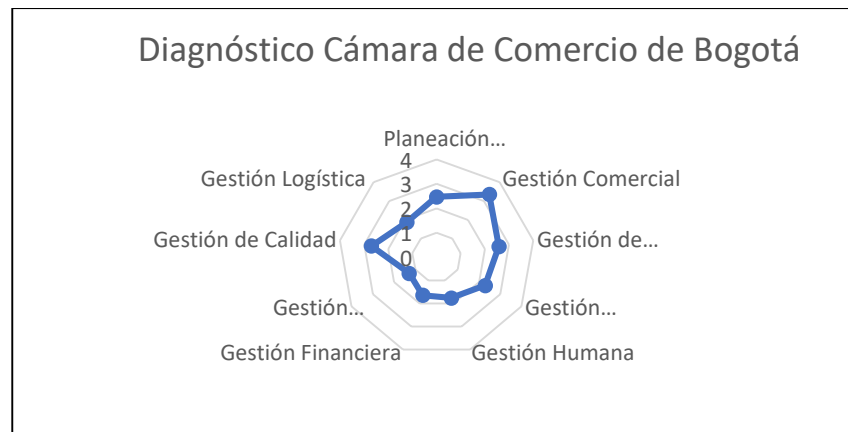 Diagnóstico Cámara de Comercio de Bogotá
Planeación...
4
3
2
1
0
Gestión Comercial
Gestión de...
Gestión...
Gestión Humana
Gestión Financiera
Gestión...
Gestión de Calidad
Gestión Logística